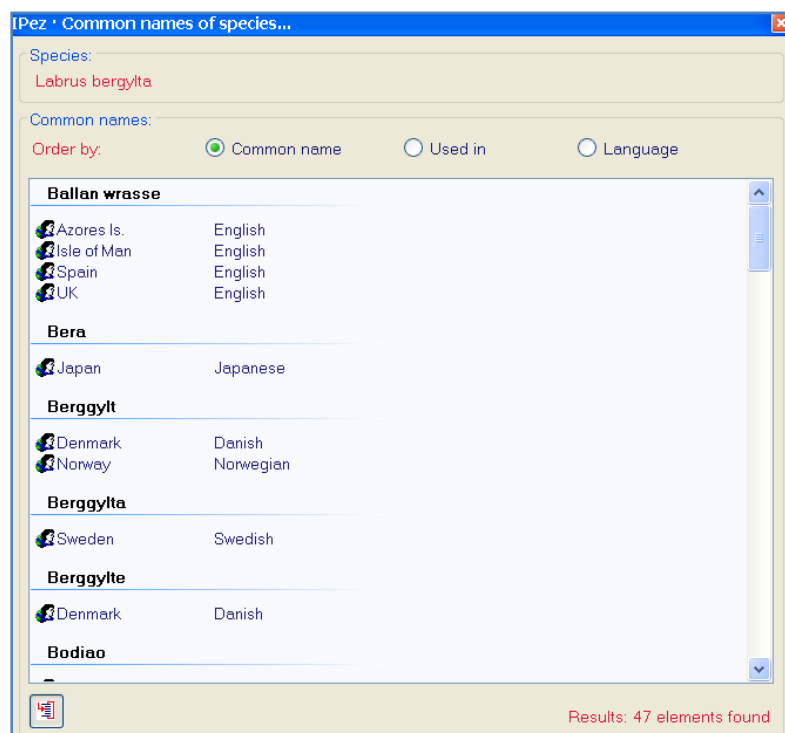 IPez · Common names of species...
Species:
Labrus bergylta
Common names:
Order by: Common name Used in Language
Ballan wrasse
Azores Is. English
Isle of Man English
Spain English
UK English
Bera
Japan Japanese
Berggylt
Denmark Danish
Norway Norwegian
Berggylta
Sweden Swedish
Berggylte
Denmark Danish
Bodiao
Results: 47 elements found